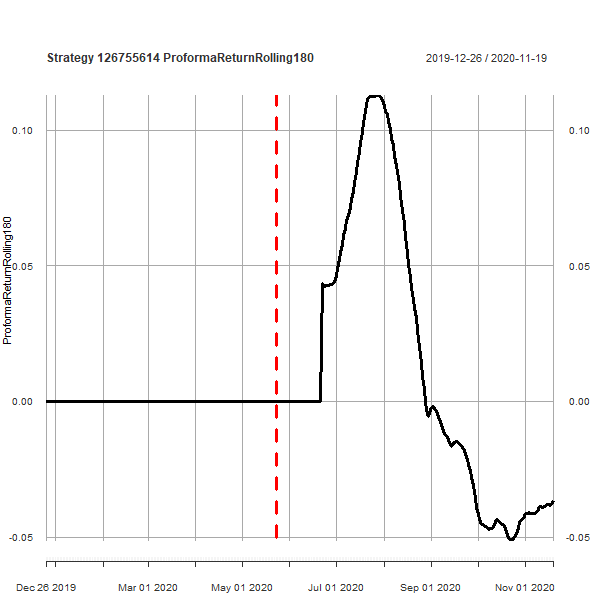 Strategy 126755614 ProformaReturnRolling180 2019-12-26 / 2020-11-19
ProformaReturnRolling180
0.10 0.10
0.05 0.05
0.00 0.00
-0.05 -0.05
Dec 26 2019 Mar 01 2020 May 01 2020 Jul 01 2020 Sep 01 2020 Nov 01 2020